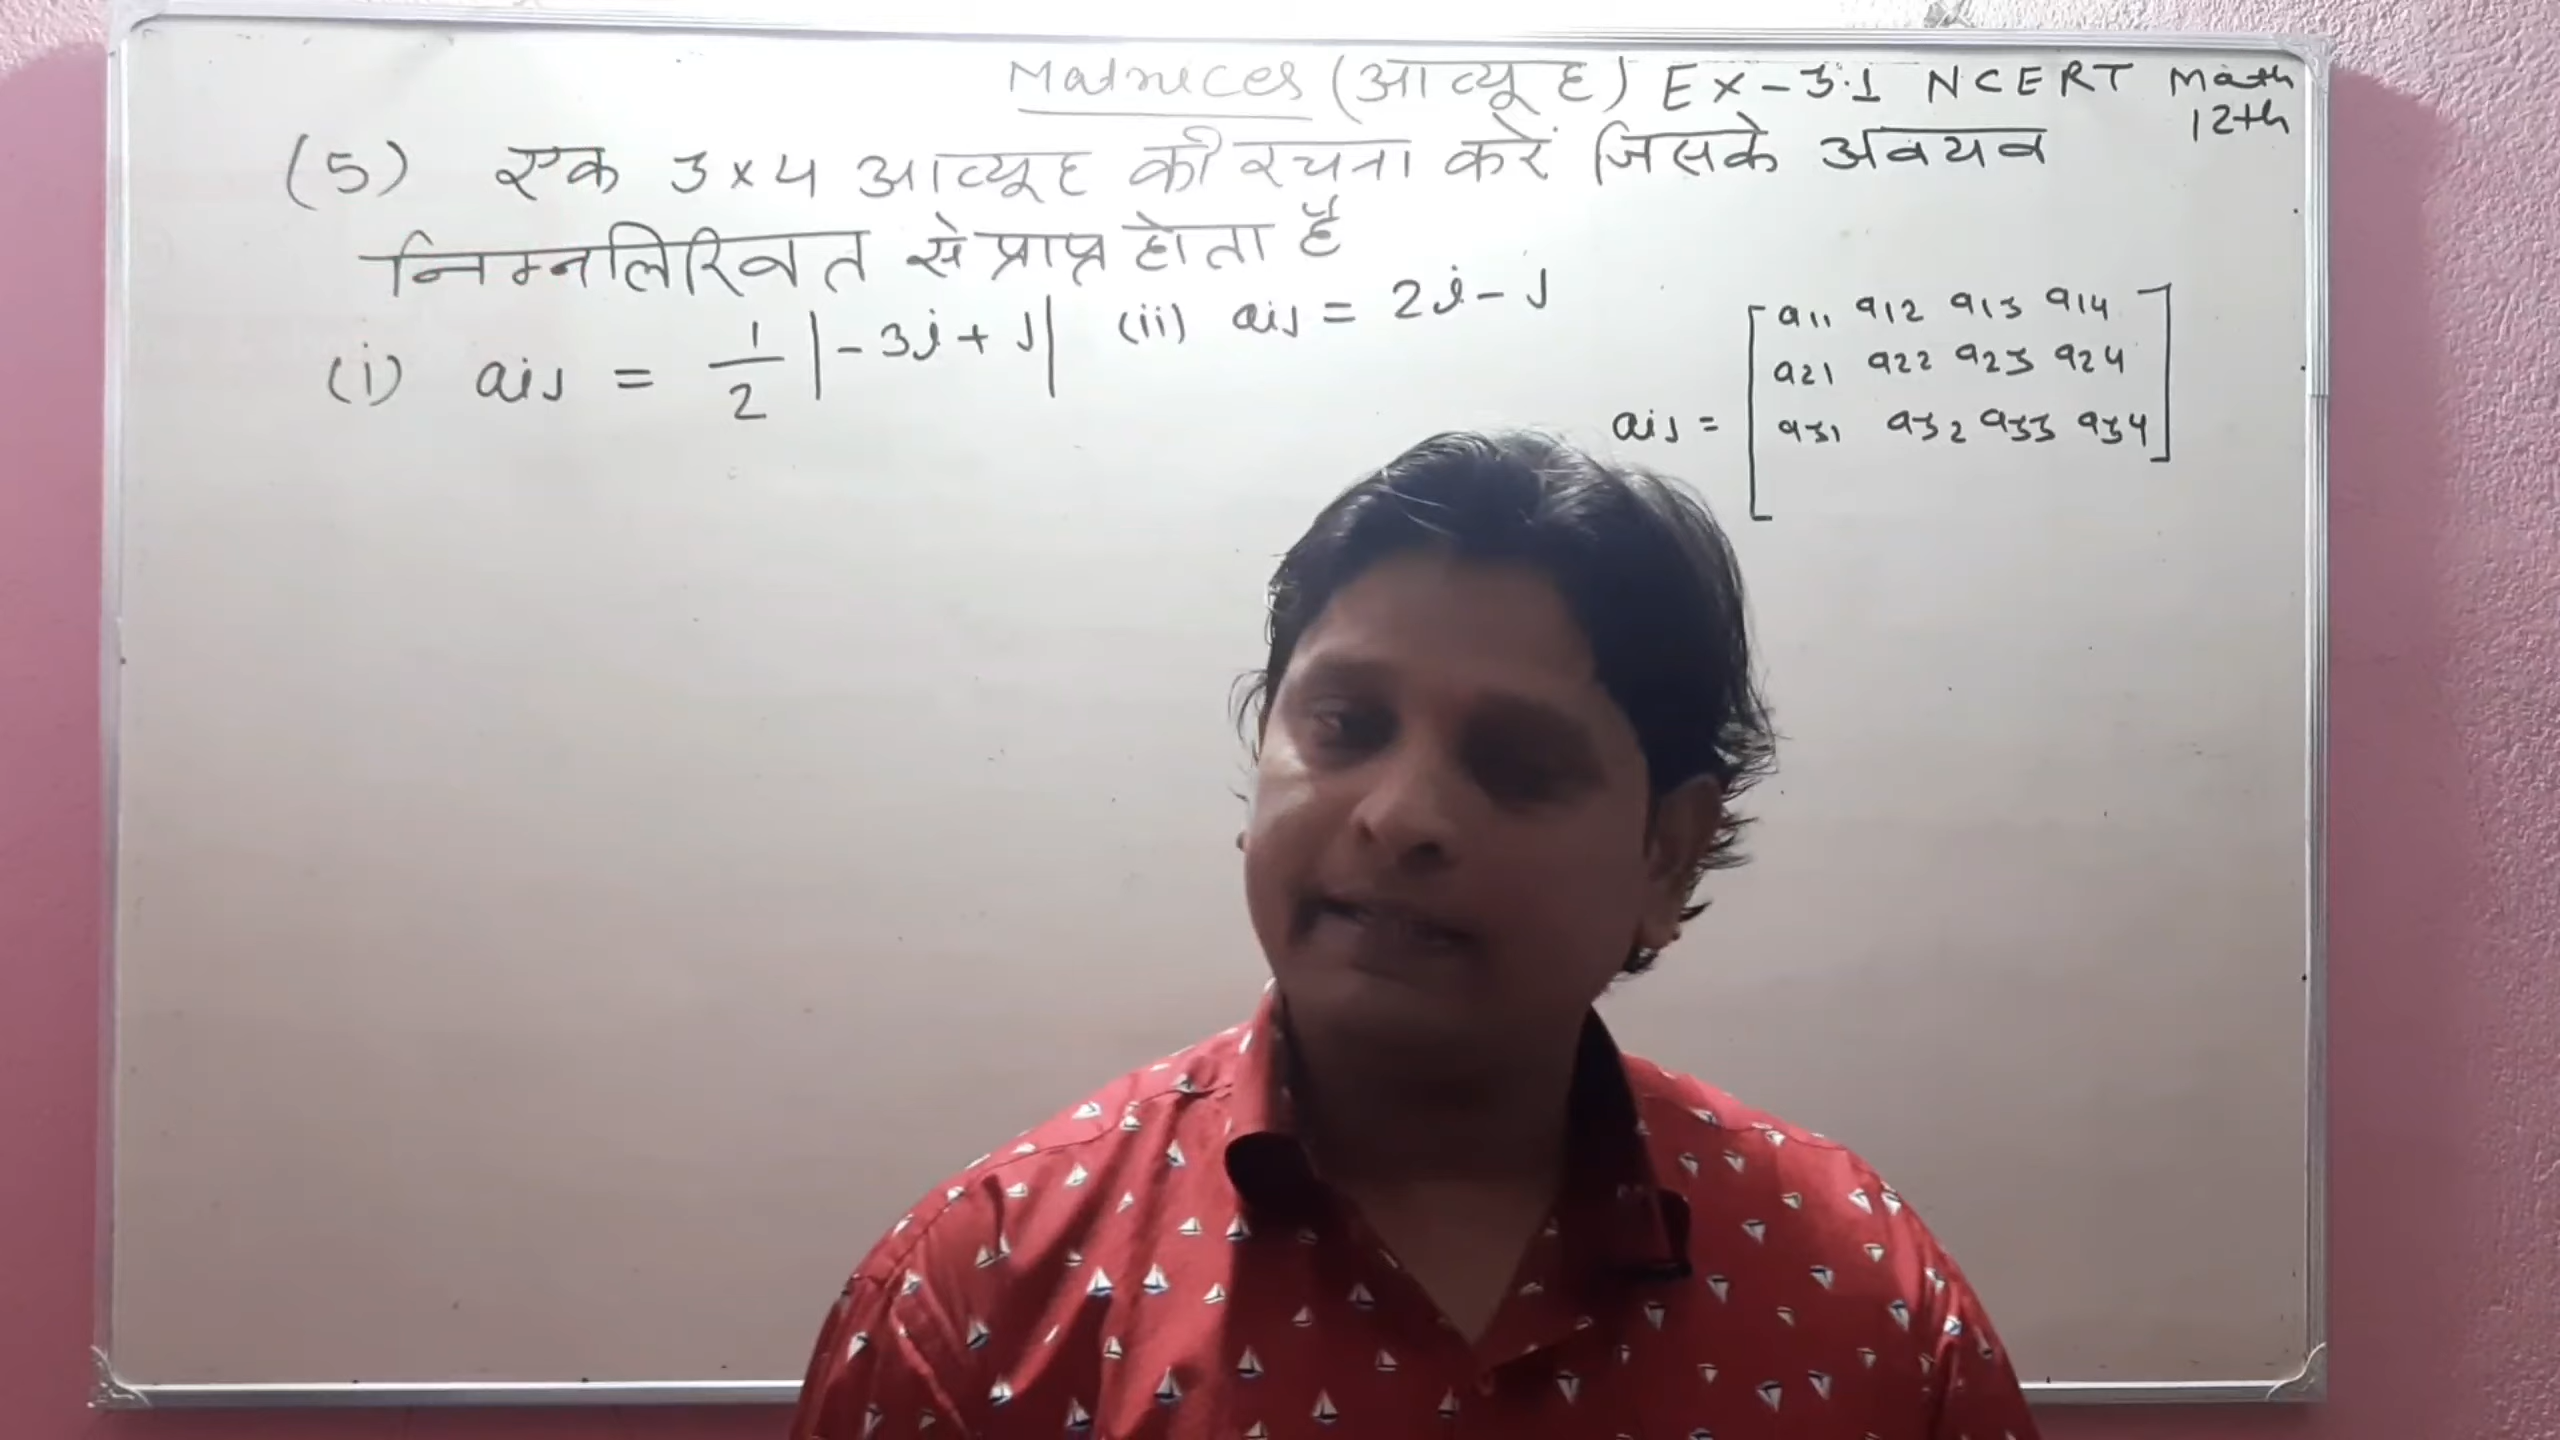 Matrices (आव्यूह) Ex-3.1 NCERT Math
12th
(5) एक 3×4 आव्यूह की रचना करें जिसके अवयव
निम्नलिखित से प्राप्त होता है
(i) aij = 1/2 |-3i+j| (ii) aij = 2i-j
aij = [a11 a12 a13 a14
a21 a22 a23 a24
a31 a32 a33 a34]